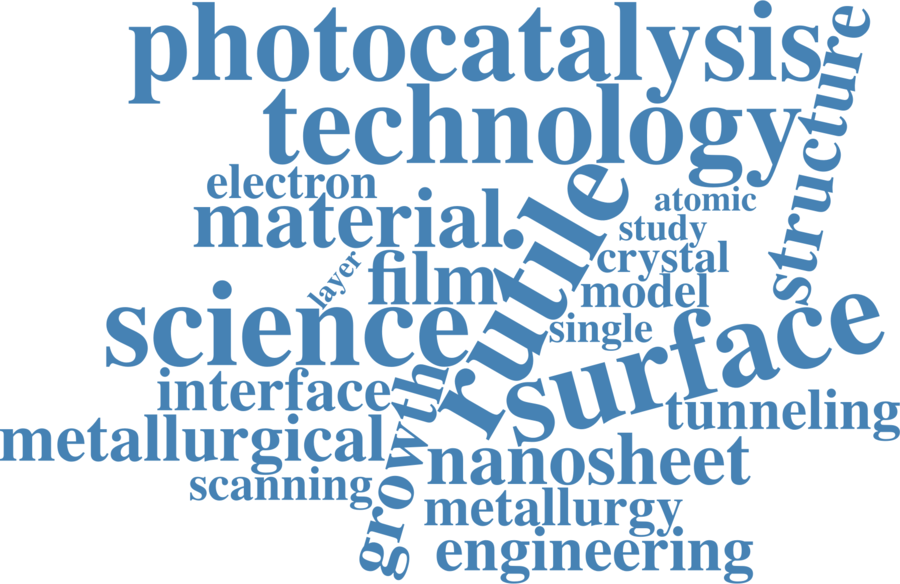 photocatalysis
structure
technology
electron
atomic
material
rutile
study
crystal
layer
film
model
science
single
surface
interface
tunneling
growth
metallurgical
nanosheet
scanning
metallurgy
engineering